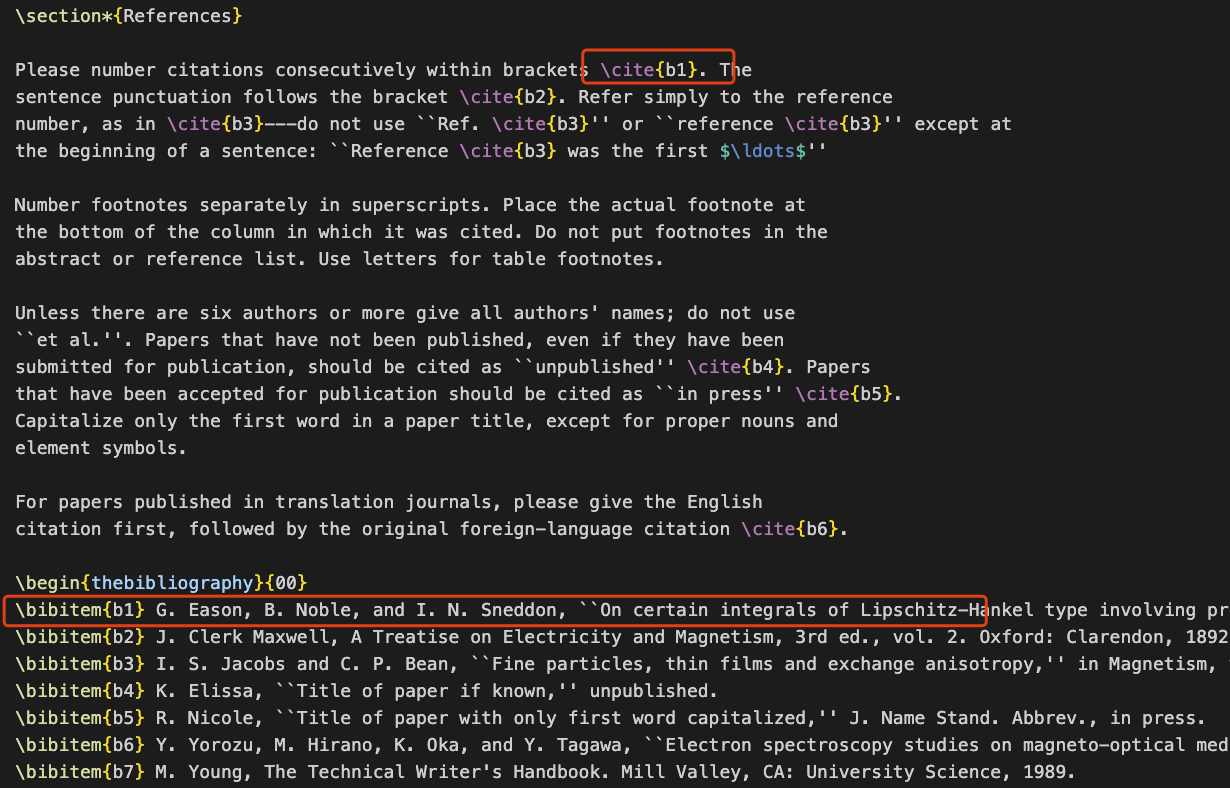 \section*{References}
Please number citations consecutively within brackets \cite{b1}. The
sentence punctuation follows the bracket \cite{b2}. Refer simply to the reference
number, as in \cite{b3}---do not use ``Ref. \cite{b3}'' or ``reference \cite{b3}'' except at
the beginning of a sentence: ``Reference \cite{b3} was the first $\ldots$''
Number footnotes separately in superscripts. Place the actual footnote at
the bottom of the column in which it was cited. Do not put footnotes in the
abstract or reference list. Use letters for table footnotes.
Unless there are six authors or more give all authors' names; do not use
``et al.''. Papers that have not been published, even if they have been
submitted for publication, should be cited as ``unpublished'' \cite{b4}. Papers
that have been accepted for publication should be cited as ``in press'' \cite{b5}.
Capitalize only the first word in a paper title, except for proper nouns and
element symbols.
For papers published in translation journals, please give the English
citation first, followed by the original foreign-language citation \cite{b6}.
\begin{thebibliography}{00}
\bibitem{b1} G. Eason, B. Noble, and I. N. Sneddon, ``On certain integrals of Lipschitz-Hankel type involving pr
\bibitem{b2} J. Clerk Maxwell, A Treatise on Electricity and Magnetism, 3rd ed., vol. 2. Oxford: Clarendon, 1892
\bibitem{b3} I. S. Jacobs and C. P. Bean, ``Fine particles, thin films and exchange anisotropy,'' in Magnetism,
\bibitem{b4} K. Elissa, ``Title of paper if known,'' unpublished.
\bibitem{b5} R. Nicole, ``Title of paper with only first word capitalized,'' J. Name Stand. Abbrev., in press.
\bibitem{b6} Y. Yorozu, M. Hirano, K. Oka, and Y. Tagawa, ``Electron spectroscopy studies on magneto-optical med
\bibitem{b7} M. Young, The Technical Writer's Handbook. Mill Valley, CA: University Science, 1989.